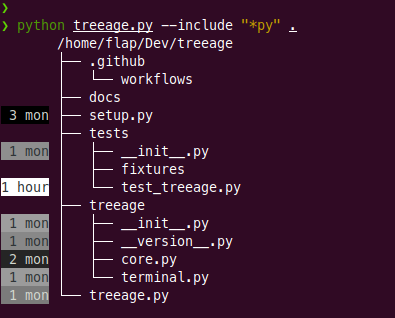 ❯
❯ python treeage.py --include "*py" .
       /home/flap/Dev/treeage
       ├── .github
       │   └── workflows
       ├── docs
 3 mon ├── setup.py
       ├── tests
 1 mon │   ├── __init__.py
       │   ├── fixtures
1 hour │   └── test_treeage.py
       ├── treeage
 1 mon │   ├── __init__.py
 1 mon │   ├── __version__.py
 2 mon │   ├── core.py
 1 mon │   └── terminal.py
 1 mon └── treeage.py